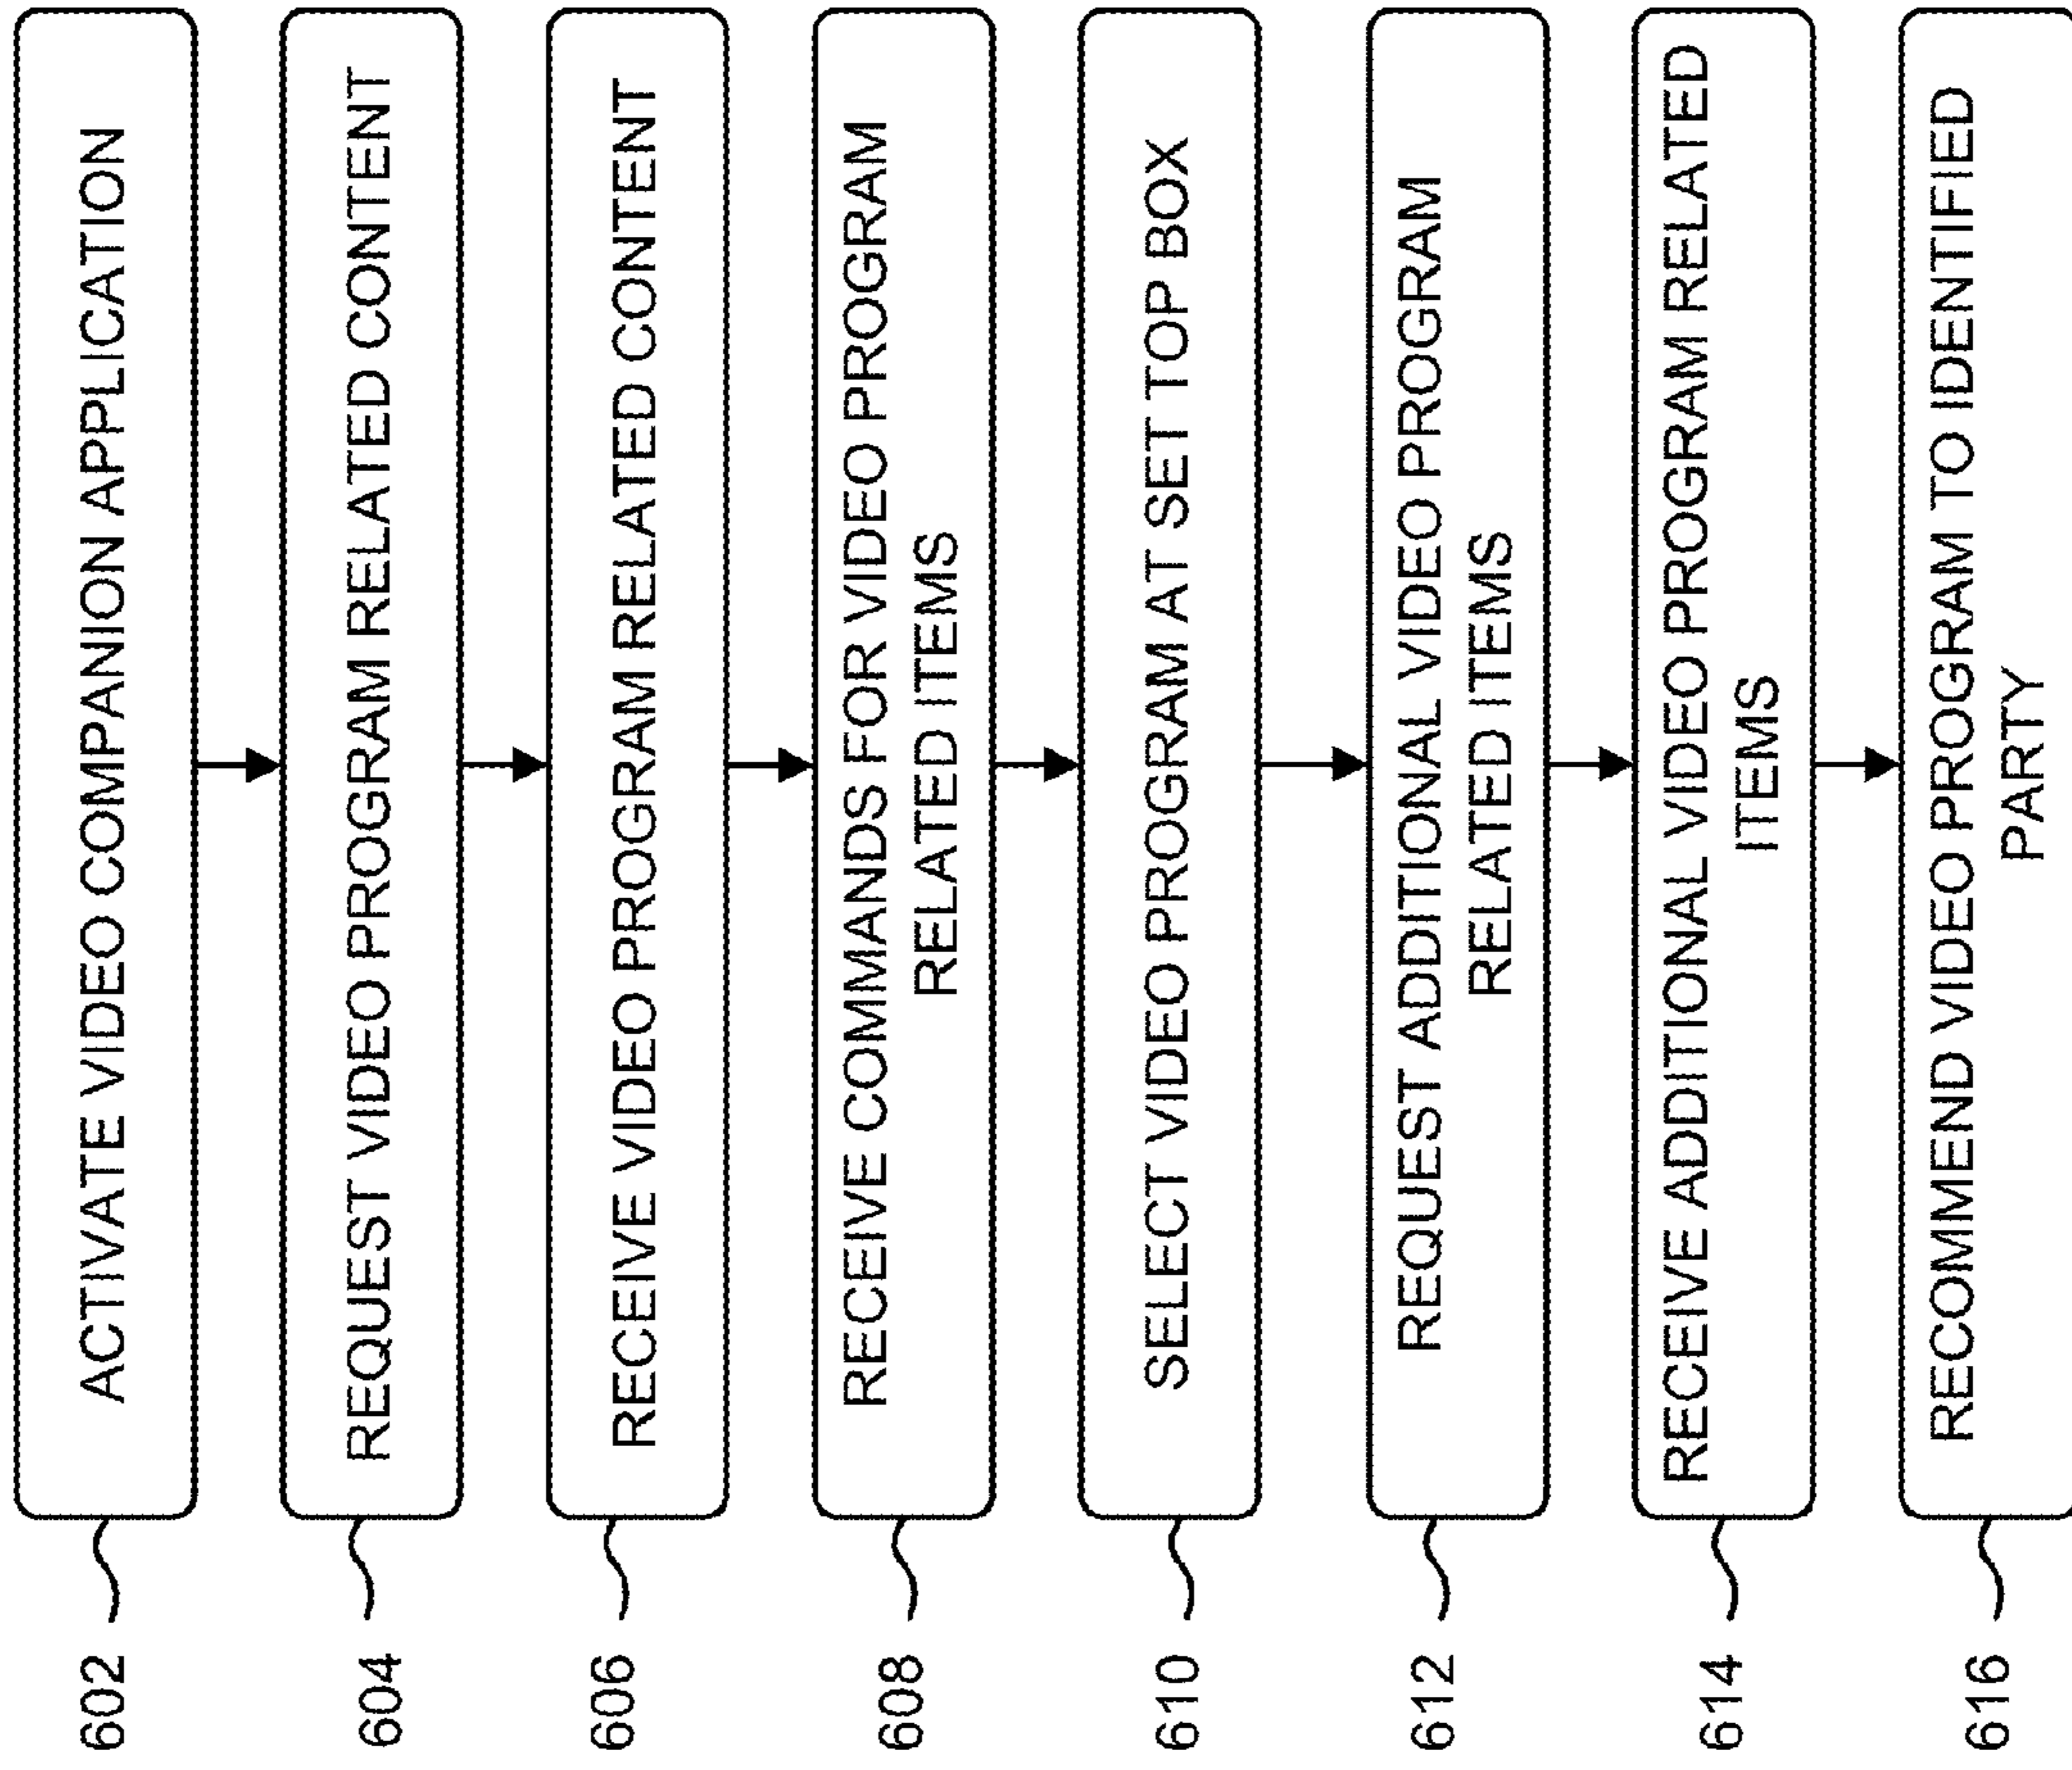 602
ACTIVATE VIDEO COMPANION APPLICATION
604
REQUEST VIDEO PROGRAM RELATED CONTENT
606
RECEIVE VIDEO PROGRAM RELATED CONTENT
608
RECEIVE COMMANDS FOR VIDEO PROGRAM
RELATED ITEMS
610
SELECT VIDEO PROGRAM AT SET TOP BOX
612
REQUEST ADDITIONAL VIDEO PROGRAM
RELATED ITEMS
614
RECEIVE ADDITIONAL VIDEO PROGRAM RELATED
ITEMS
616
RECOMMEND VIDEO PROGRAM TO IDENTIFIED
PARTY